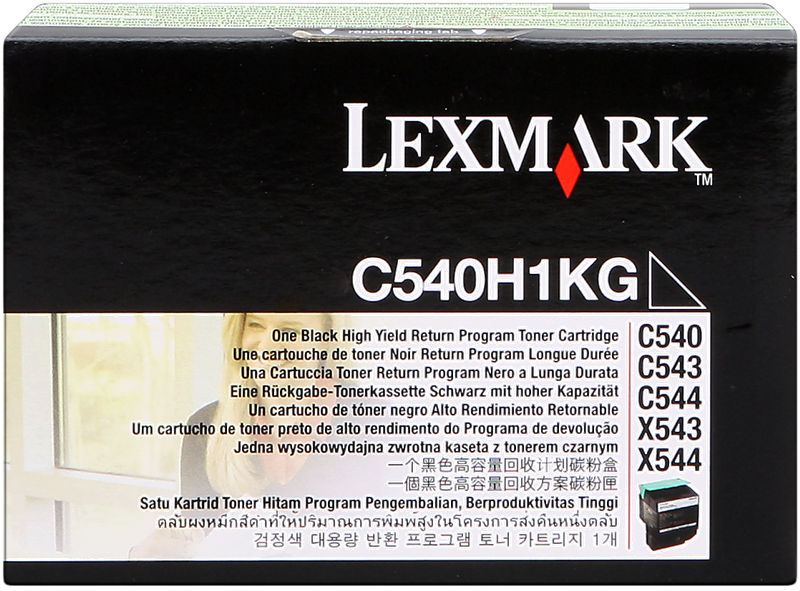 repackaging tab
LEXMARK™
C540H1KG
One Black High Yield Return Program Toner Cartridge
Une cartouche de toner Noir Return Program Longue Durée
Una Cartuccia Toner Return Program Nero a Lunga Durata
Eine Rückgabe-Tonerkassette Schwarz mit hoher Kapazität
Un cartucho de tóner negro Alto Rendimiento Retornable
Um cartucho de toner preto de alto rendimento do Programa de devolução
Jedna wysokowydajna zwrotna kaseta z tonerem czarnym
一个黑色高容量回收计划碳粉盒
一個黑色高容量回收方案碳粉匣
Satu Kartrid Toner Hitam Program Pengembalian, Berproduktivitas Tinggi
ตลับผงหมึกสีดำที่ให้ปริมาณการพิมพ์สูงในโครงการส่งคืนหนึ่งตลับ
검정색 대용량 반환 프로그램 토너 카트리지 1개
C540
C543
C544
X543
X544